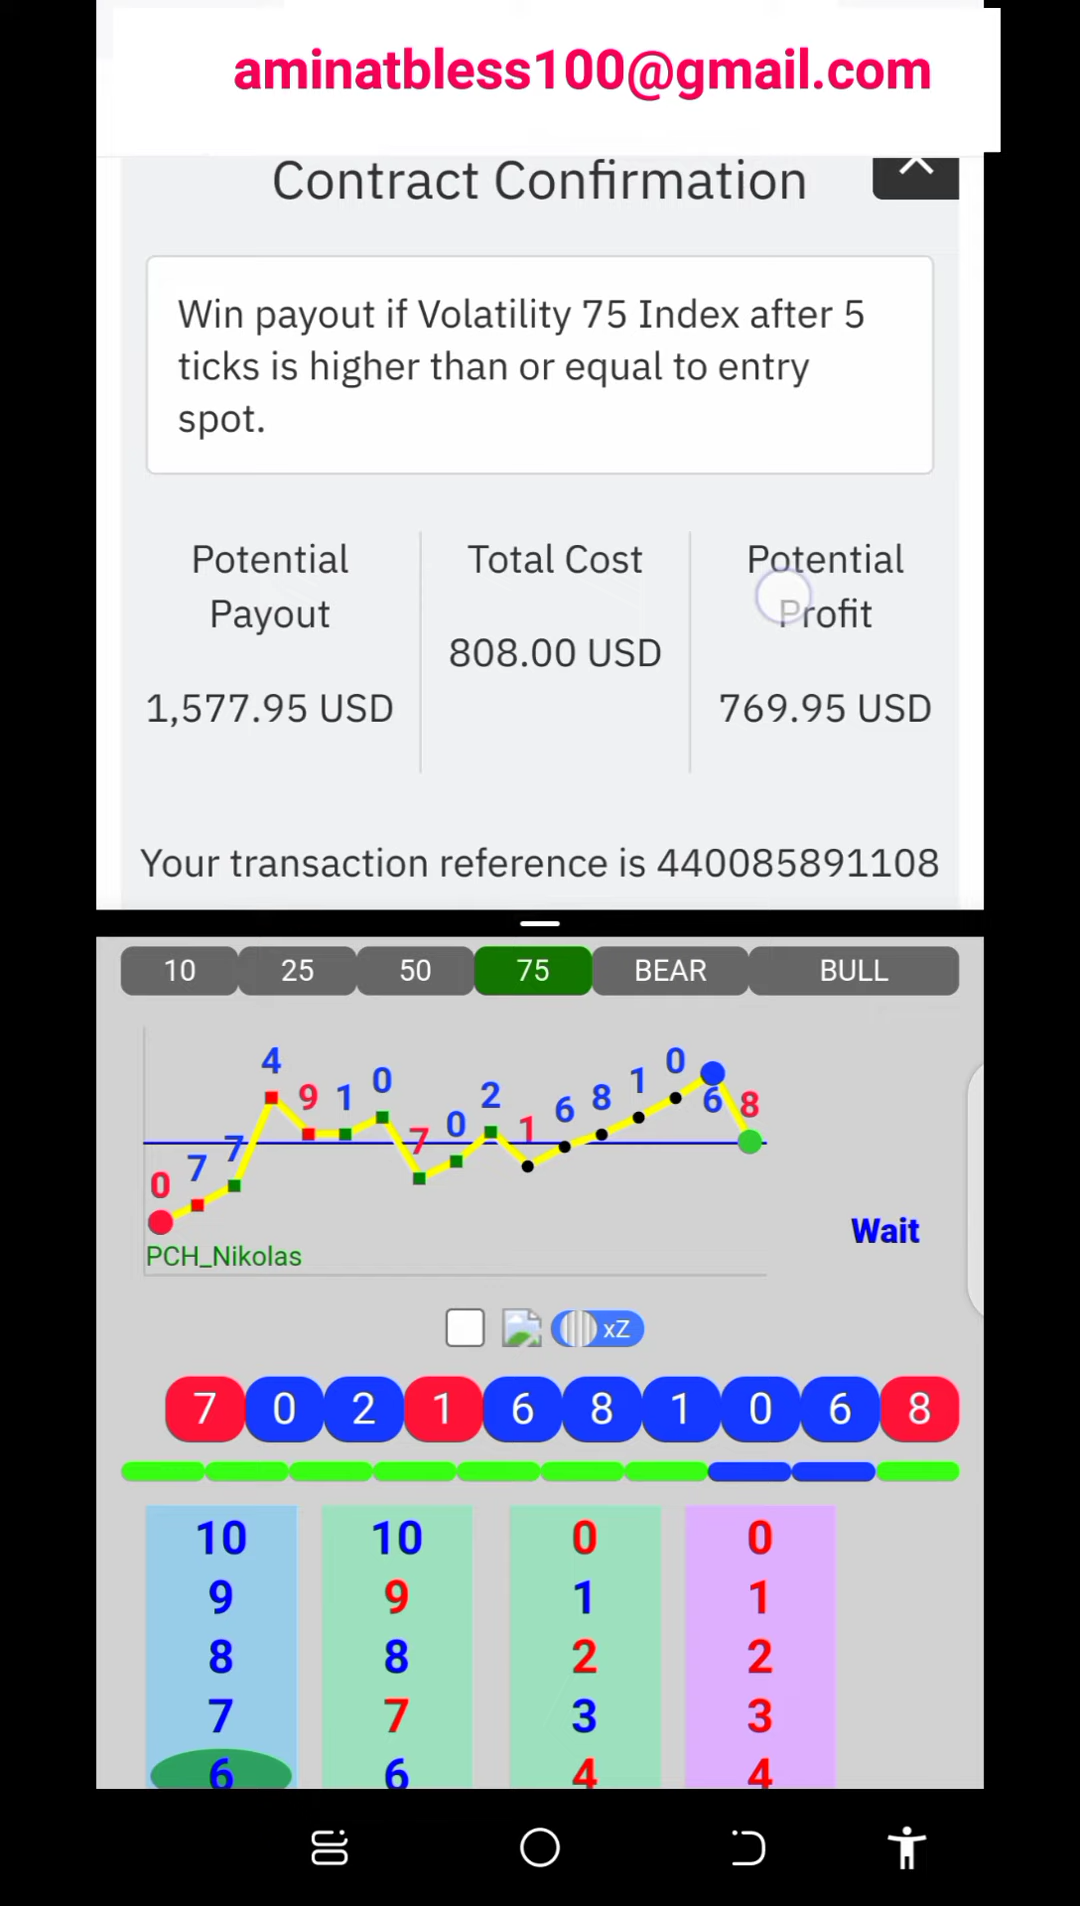 aminatbless100@gmail.com
Contract Confirmation
Win payout if Volatility 75 Index after 5
ticks is higher than or equal to entry
spot.
Potential Payout
1,577.95 USD
Total Cost
808.00 USD
Potential Profit
769.95 USD
Your transaction reference is 440085891108
10 25 50 75 BEAR BULL
0 7 7 4 9 1 0 7 0 2 1 6 8 1 0 6 8
Wait
PCH_Nikolas
xZ
7 0 2 1 6 8 1 0 6 8
10 10 0 0
9 9 1 1
8 8 2 2
7 7 3 3
6 6 4 4